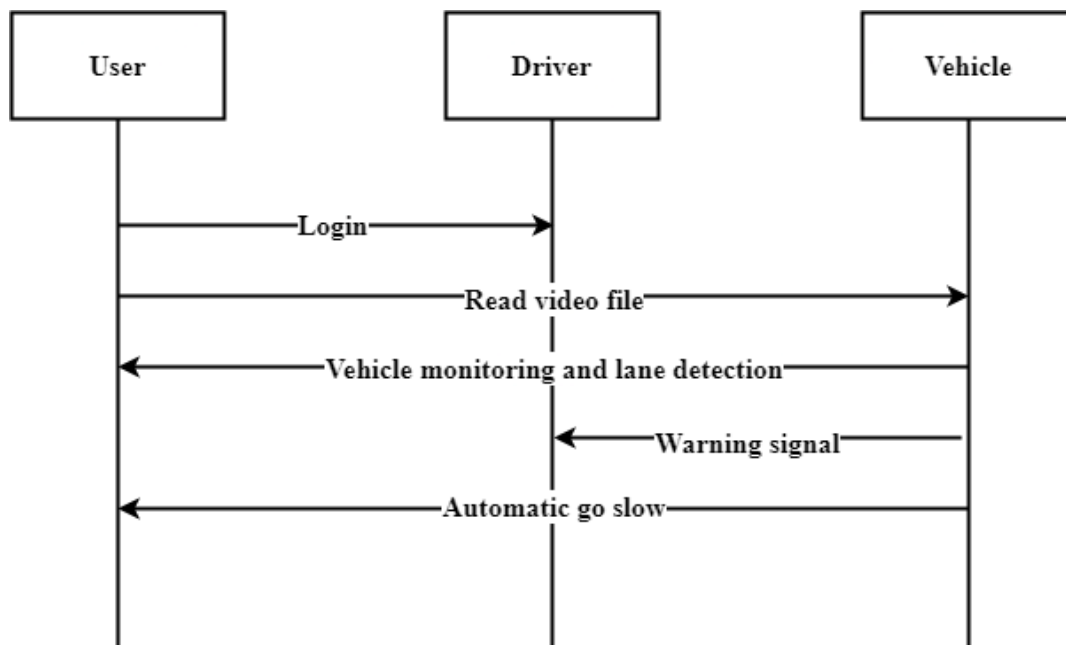 User
Driver
Vehicle
Login
Read video file
Vehicle monitoring and lane detection
Warning signal
Automatic go slow